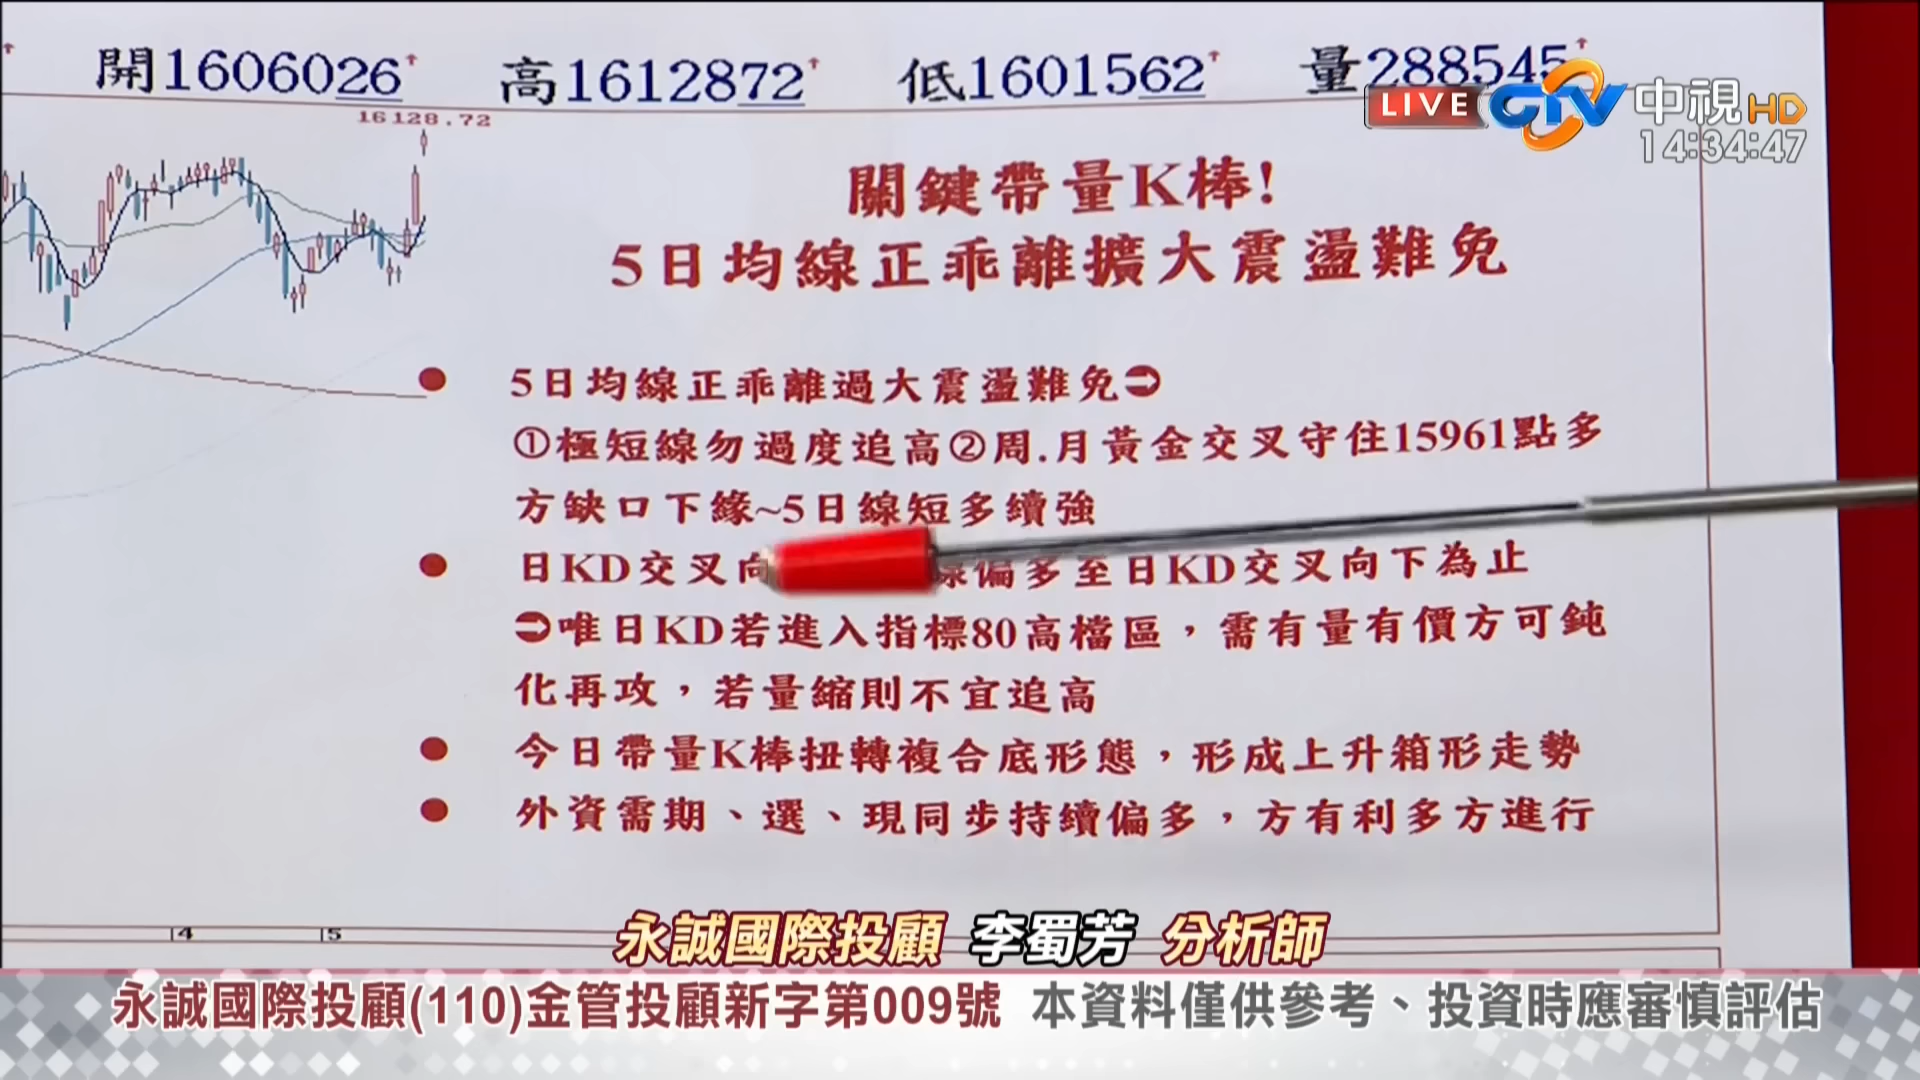 開1606026
高1612872
低1601562
量288545
LIVE CTV 中視HD
14:34:47
16128.72
關鍵帶量K棒!
5日均線正乖離擴大震盪難免
● 5日均線正乖離過大震盪難免➲
①極短線勿過度追高②周.月黃金交叉守住15961點多
方缺口下緣~5日線短多續強
● 日KD交叉向 線偏多至日KD交叉向下為止
➲唯日KD若進入指標80高檔區，需有量有價方可鈍
化再攻，若量縮則不宜追高
● 今日帶量K棒扭轉複合底形態，形成上升箱形走勢
● 外資需期、選、現同步持續偏多，方有利多方進行
4
5
永誠國際投顧 李蜀芳 分析師
永誠國際投顧(110)金管投顧新字第009號 本資料僅供參考、投資時應審慎評估